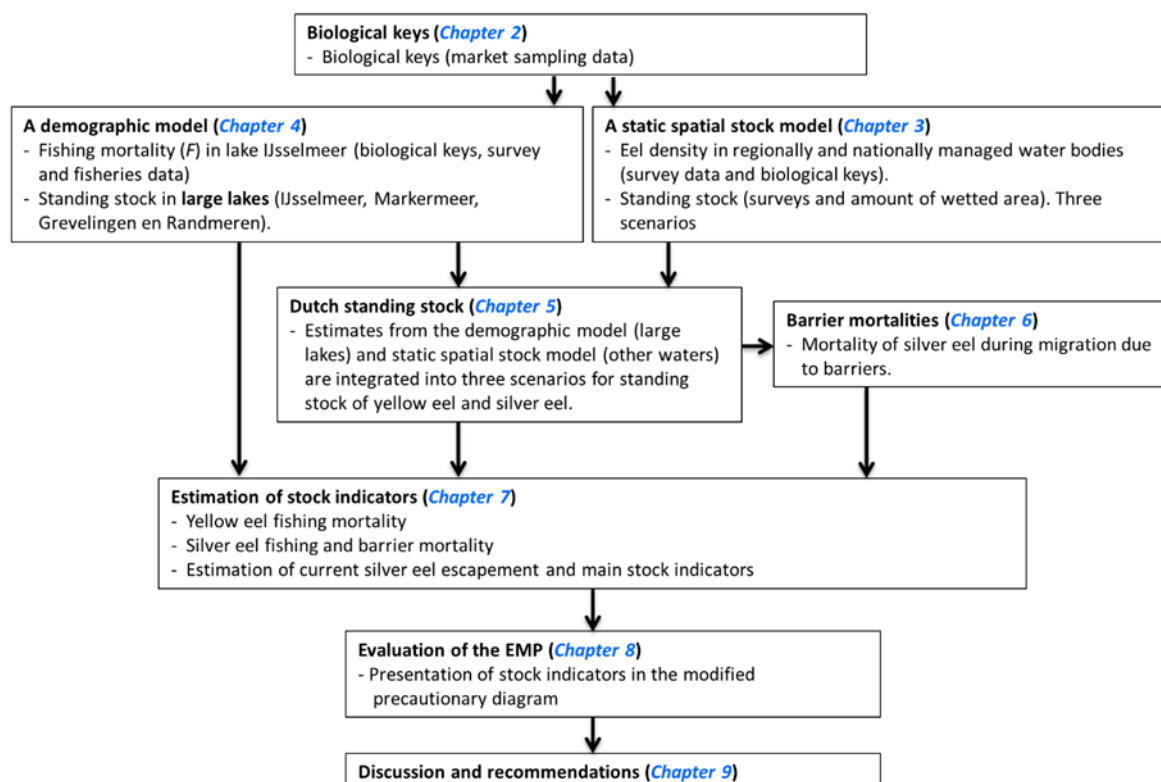 Biological keys (Chapter 2)
- Biological keys (market sampling data)
A demographic model (Chapter 4)
- Fishing mortality (F) in lake IJsselmeer (biological keys, survey
and fisheries data)
- Standing stock in large lakes (IJsselmeer, Markermeer,
Grevelingen en Randmeren).
A static spatial stock model (Chapter 3)
- Eel density in regionally and nationally managed water bodies
(survey data and biological keys).
- Standing stock (surveys and amount of wetted area). Three
scenarios
Dutch standing stock (Chapter 5)
- Estimates from the demographic model (large
lakes) and static spatial stock model (other waters)
are integrated into three scenarios for standing
stock of yellow eel and silver eel.
Barrier mortalities (Chapter 6)
- Mortality of silver eel during migration due
to barriers.
Estimation of stock indicators (Chapter 7)
- Yellow eel fishing mortality
- Silver eel fishing and barrier mortality
- Estimation of current silver eel escapement and main stock indicators
Evaluation of the EMP (Chapter 8)
- Presentation of stock indicators in the modified
precautionary diagram
Discussion and recommendations (Chapter 9)